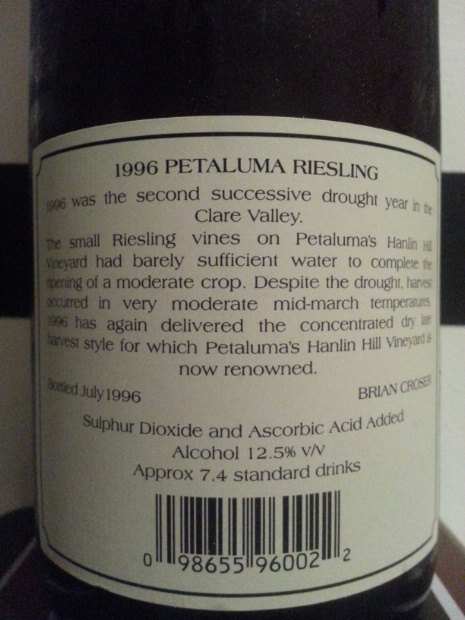 1996 PETALUMA RIESLING
1996 was the second successive drought year in the
Clare Valley.
The small Riesling vines on Petaluma's Hanlin Hill
Vineyard had barely sufficient water to complete the
ripening of a moderate crop. Despite the drought, harvest
occurred in very moderate mid-march temperatures.
1996 has again delivered the concentrated dry late
harvest style for which Petaluma's Hanlin Hill Vineyard is
now renowned.
Bottled July 1996 BRIAN CROSER
Sulphur Dioxide and Ascorbic Acid Added
Alcohol 12.5% v/v
Approx 7.4 standard drinks
0 98655 96002 2